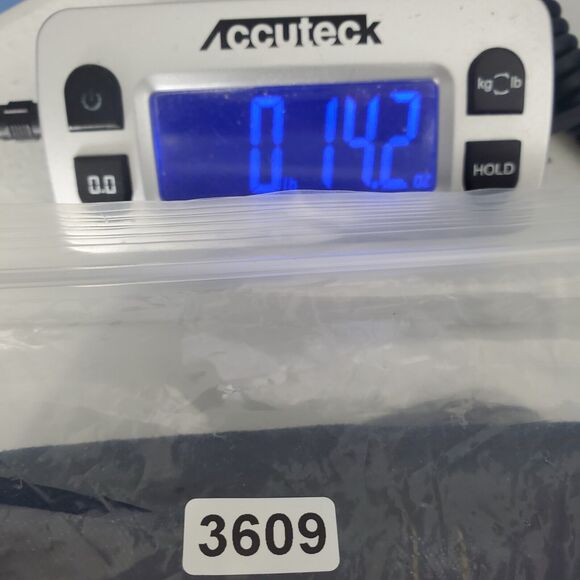 Accuteck
kg lb
0 lb 14.2 oz
0.0
HOLD
3609